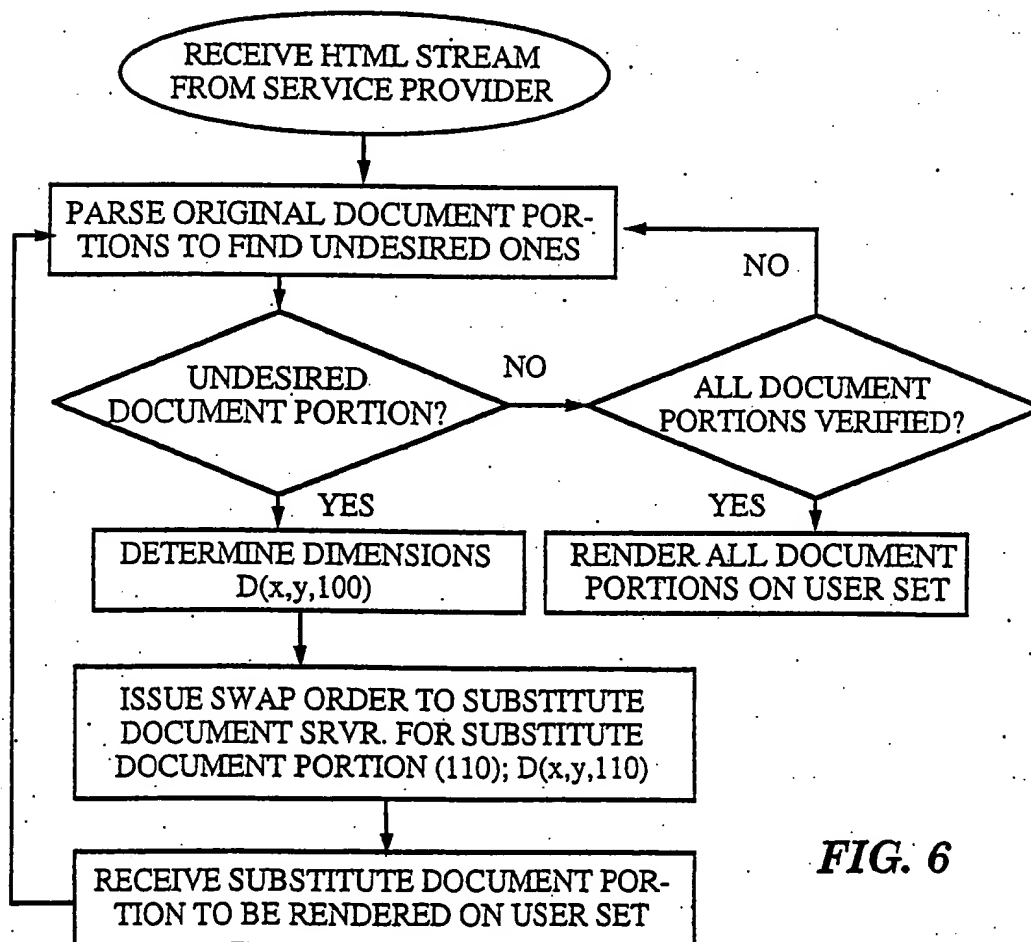 RECEIVE HTML STREAM
FROM SERVICE PROVIDER
PARSE ORIGINAL DOCUMENT POR-
TIONS TO FIND UNDESIRED ONES
NO
UNDESIRED
DOCUMENT PORTION?
NO
ALL DOCUMENT
PORTIONS VERIFIED?
YES
YES
DETERMINE DIMENSIONS
D(x,y,100)
RENDER ALL DOCUMENT
PORTIONS ON USER SET
ISSUE SWAP ORDER TO SUBSTITUTE
DOCUMENT SRVR. FOR SUBSTITUTE
DOCUMENT PORTION (110); D(x,y,110)
RECEIVE SUBSTITUTE DOCUMENT POR-
TION TO BE RENDERED ON USER SET
FIG. 6